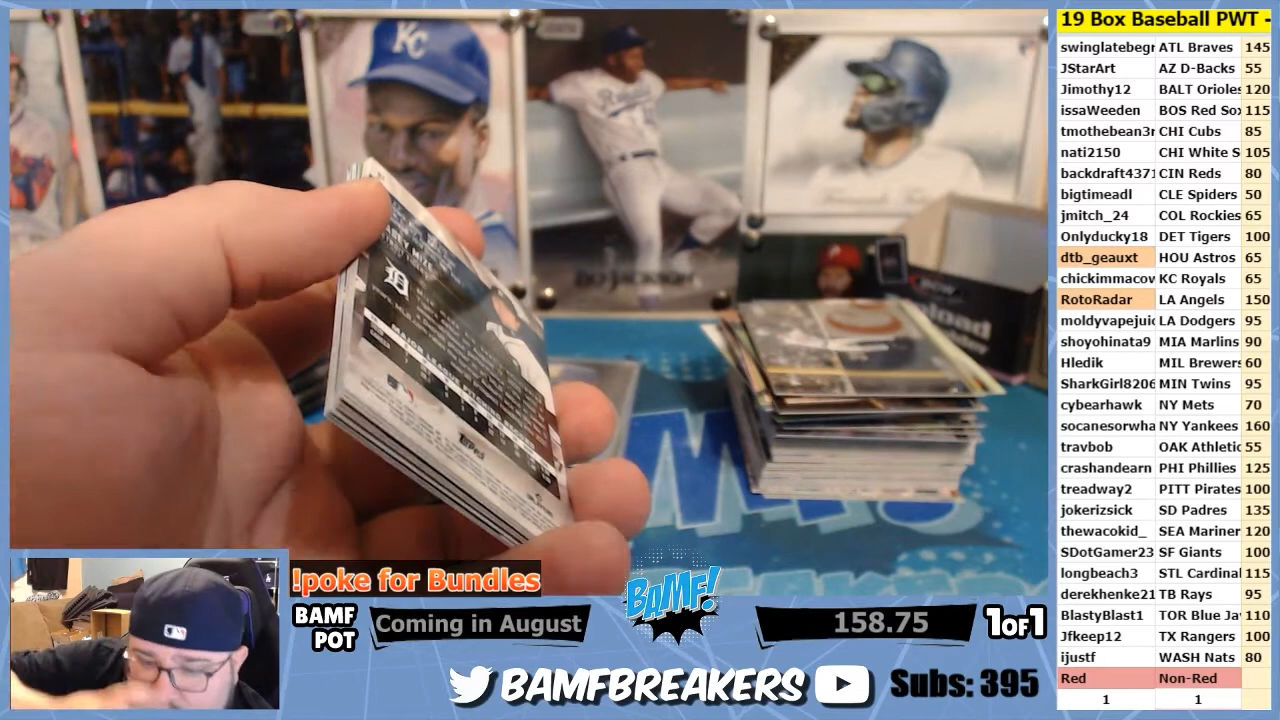 19 Box Baseball PWT -
swinglatebegr ATL Braves 145
JStarArt AZ D-Backs 55
Jimothy12 BALT Orioles 120
issaWeeden BOS Red Sox 115
tmothebean3r CHI Cubs 85
nati2150 CHI White S 105
backdraft4371 CIN Reds 80
bigtimeadl CLE Spiders 50
jmitch_24 COL Rockies 65
Onlyducky18 DET Tigers 100
dtb_geauxt HOU Astros 65
chickimmacov KC Royals 65
RotoRadar LA Angels 150
moldyvapejuic LA Dodgers 95
shoyohinata9 MIA Marlins 90
Hledik MIL Brewers 60
SharkGirl8206 MIN Twins 95
cybearhawk NY Mets 70
socanesorwha NY Yankees 160
travbob OAK Athletic 55
crashandearn PHI Phillies 125
treadway2 PITT Pirates 100
jokerizsick SD Padres 135
thewacokid_ SEA Mariner 120
SDotGamer23 SF Giants 100
longbeach3 STL Cardinal 115
derekhenke21 TB Rays 95
BlastyBlast1 TOR Blue Ja 110
Jfkeep12 TX Rangers 100
ijustf WASH Nats 80
Red Non-Red
1 1
KC
Royals
BO JACKSON
D
MAJOR LEAGUE
TOPPS
!poke for Bundles
BAMF POT
Coming in August
BAMF!
158.75
1OF1
BAMFBREAKERS
Subs: 395